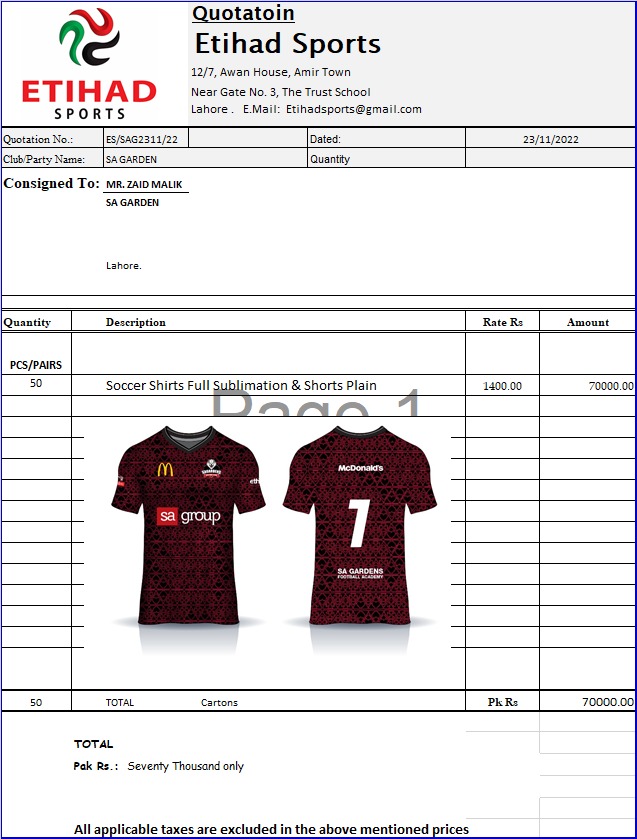 Quotatoin
Etihad Sports
ETIHAD
SPORTS
12/7, Awan House, Amir Town
Near Gate No. 3, The Trust School
Lahore . E.Mail: Etihadsports@gmail.com
Quotation No.: ES/SAG2311/22 Dated: 23/11/2022
Club/Party Name: SA GARDEN Quantity
Consigned To: MR. ZAID MALIK
SA GARDEN
Lahore.
Quantity Description Rate Rs Amount
PCS/PAIRS
50 Soccer Shirts Full Sublimation & Shorts Plain 1400.00 70000.00
Page 1
McDonald's
eth
sa group
1
SA GARDENS
FOOTBALL ACADEMY
50 TOTAL Cartons Pk Rs 70000.00
TOTAL
Pak Rs.: Seventy Thousand only
All applicable taxes are excluded in the above mentioned prices